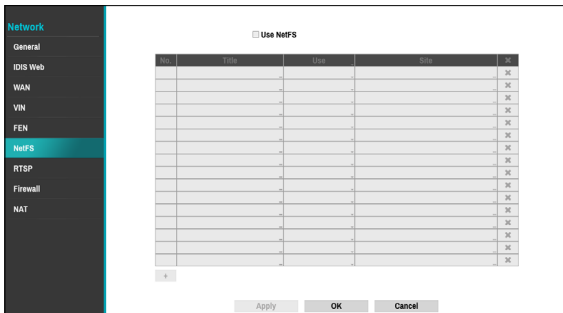 Network
General
IDIS Web
WAN
VIN
FEN
NetFS
RTSP
Firewall
NAT
Use NetFS
No. Title Use Site
+
Apply OK Cancel